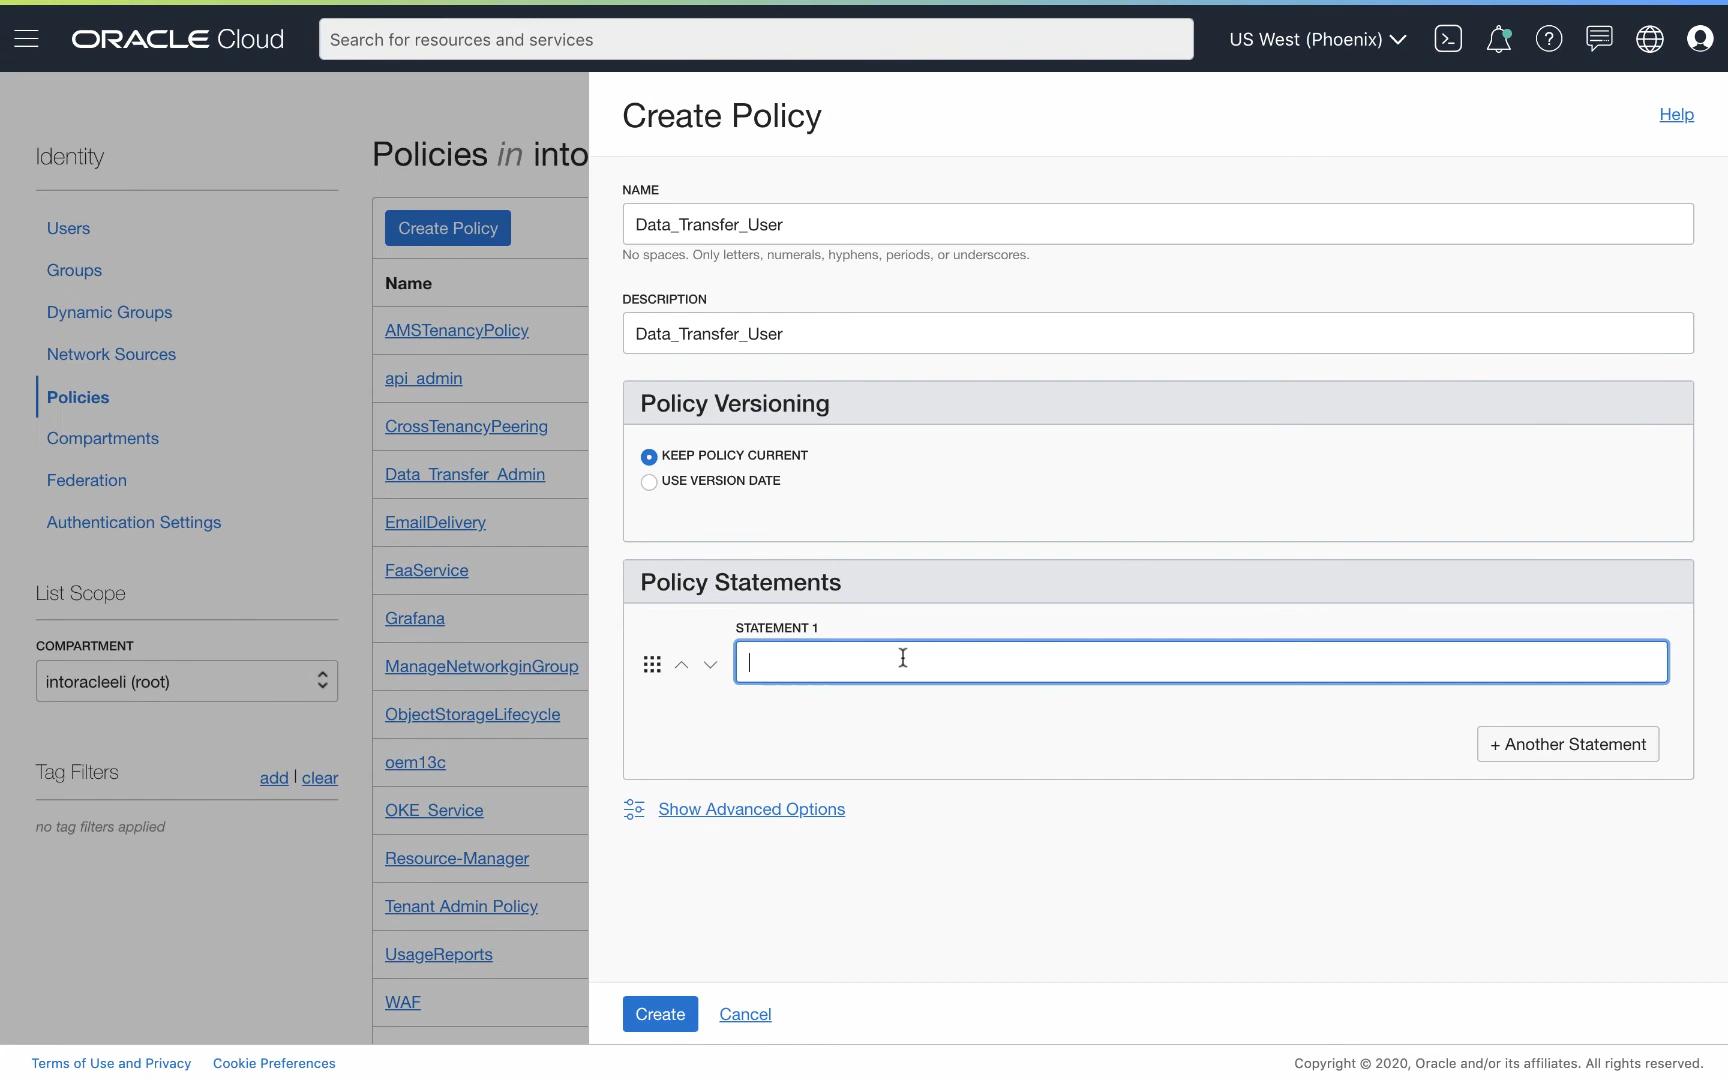 ORACLE Cloud
Search for resources and services
US West (Phoenix)
Identity
Users
Groups
Dynamic Groups
Network Sources
Policies
Compartments
Federation
Authentication Settings
List Scope
COMPARTMENT
intoracleeli (root)
Tag Filters
add | clear
no tag filters applied
Policies in into
Create Policy
Name
AMSTenancyPolicy
api_admin
CrossTenancyPeering
Data_Transfer_Admin
EmailDelivery
FaaService
Grafana
ManageNetworkginGroup
ObjectStorageLifecycle
oem13c
OKE_Service
Resource-Manager
Tenant Admin Policy
UsageReports
WAF
Create Policy
Help
NAME
Data_Transfer_User
No spaces. Only letters, numerals, hyphens, periods, or underscores.
DESCRIPTION
Data_Transfer_User
Policy Versioning
KEEP POLICY CURRENT
USE VERSION DATE
Policy Statements
STATEMENT 1
+ Another Statement
Show Advanced Options
Create
Cancel
Terms of Use and Privacy
Cookie Preferences
Copyright © 2020, Oracle and/or its affiliates. All rights reserved.